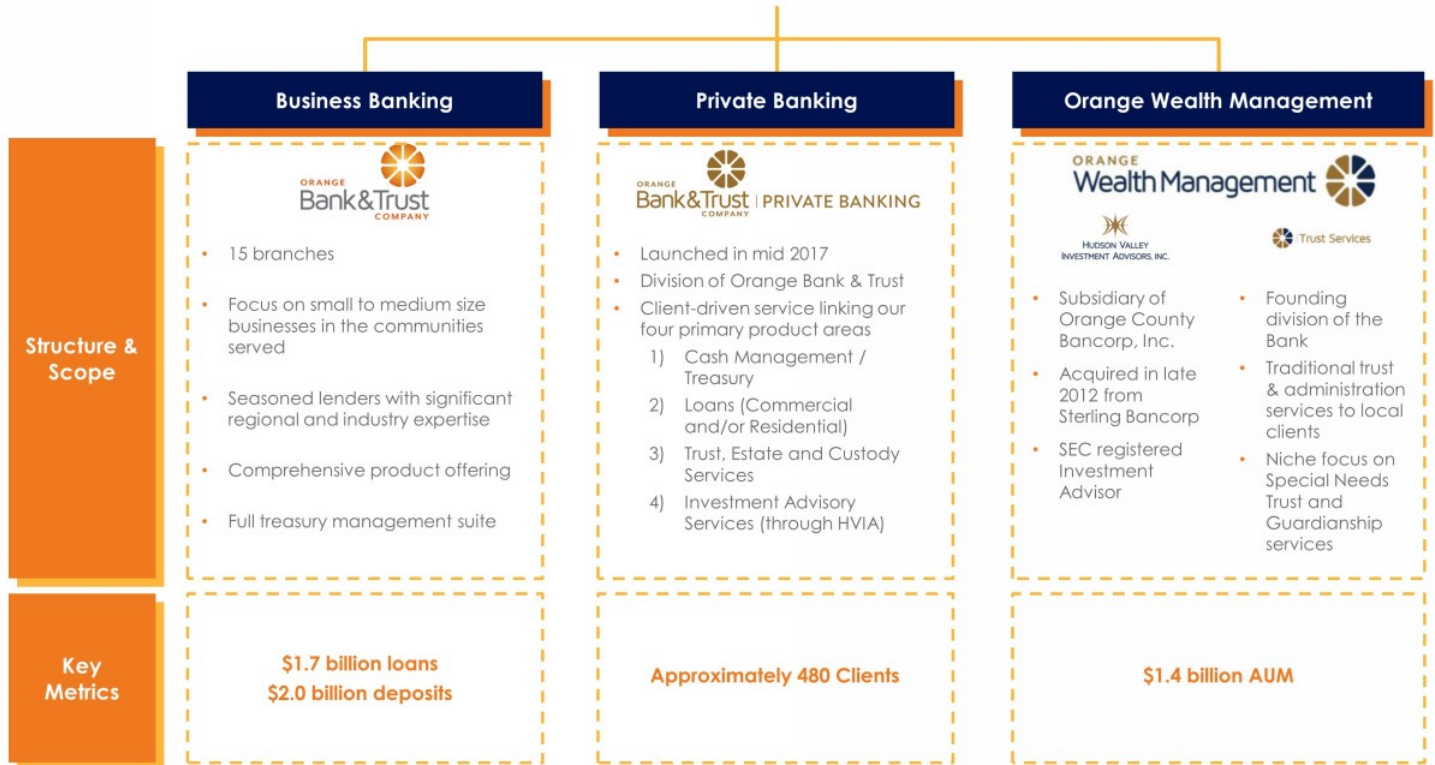 Business Banking
Private Banking
Orange Wealth Management
Structure &
Scope
ORANGE
Bank&Trust
COMPANY
• 15 branches
• Focus on small to medium size
businesses in the communities
served
• Seasoned lenders with significant
regional and industry expertise
• Comprehensive product offering
• Full treasury management suite
ORANGE
Bank&Trust | PRIVATE BANKING
COMPANY
• Launched in mid 2017
• Division of Orange Bank & Trust
• Client-driven service linking our
four primary product areas
1) Cash Management /
Treasury
2) Loans (Commercial
and/or Residential)
3) Trust, Estate and Custody
Services
4) Investment Advisory
Services (through HVIA)
ORANGE
Wealth Management
HUDSON VALLEY
INVESTMENT ADVISORS, INC.
• Subsidiary of
Orange County
Bancorp, Inc.
• Acquired in late
2012 from
Sterling Bancorp
• SEC registered
Investment
Advisor
Trust Services
• Founding
division of the
Bank
• Traditional trust
& administration
services to local
clients
• Niche focus on
Special Needs
Trust and
Guardianship
services
Key
Metrics
$1.7 billion loans
$2.0 billion deposits
Approximately 480 Clients
$1.4 billion AUM